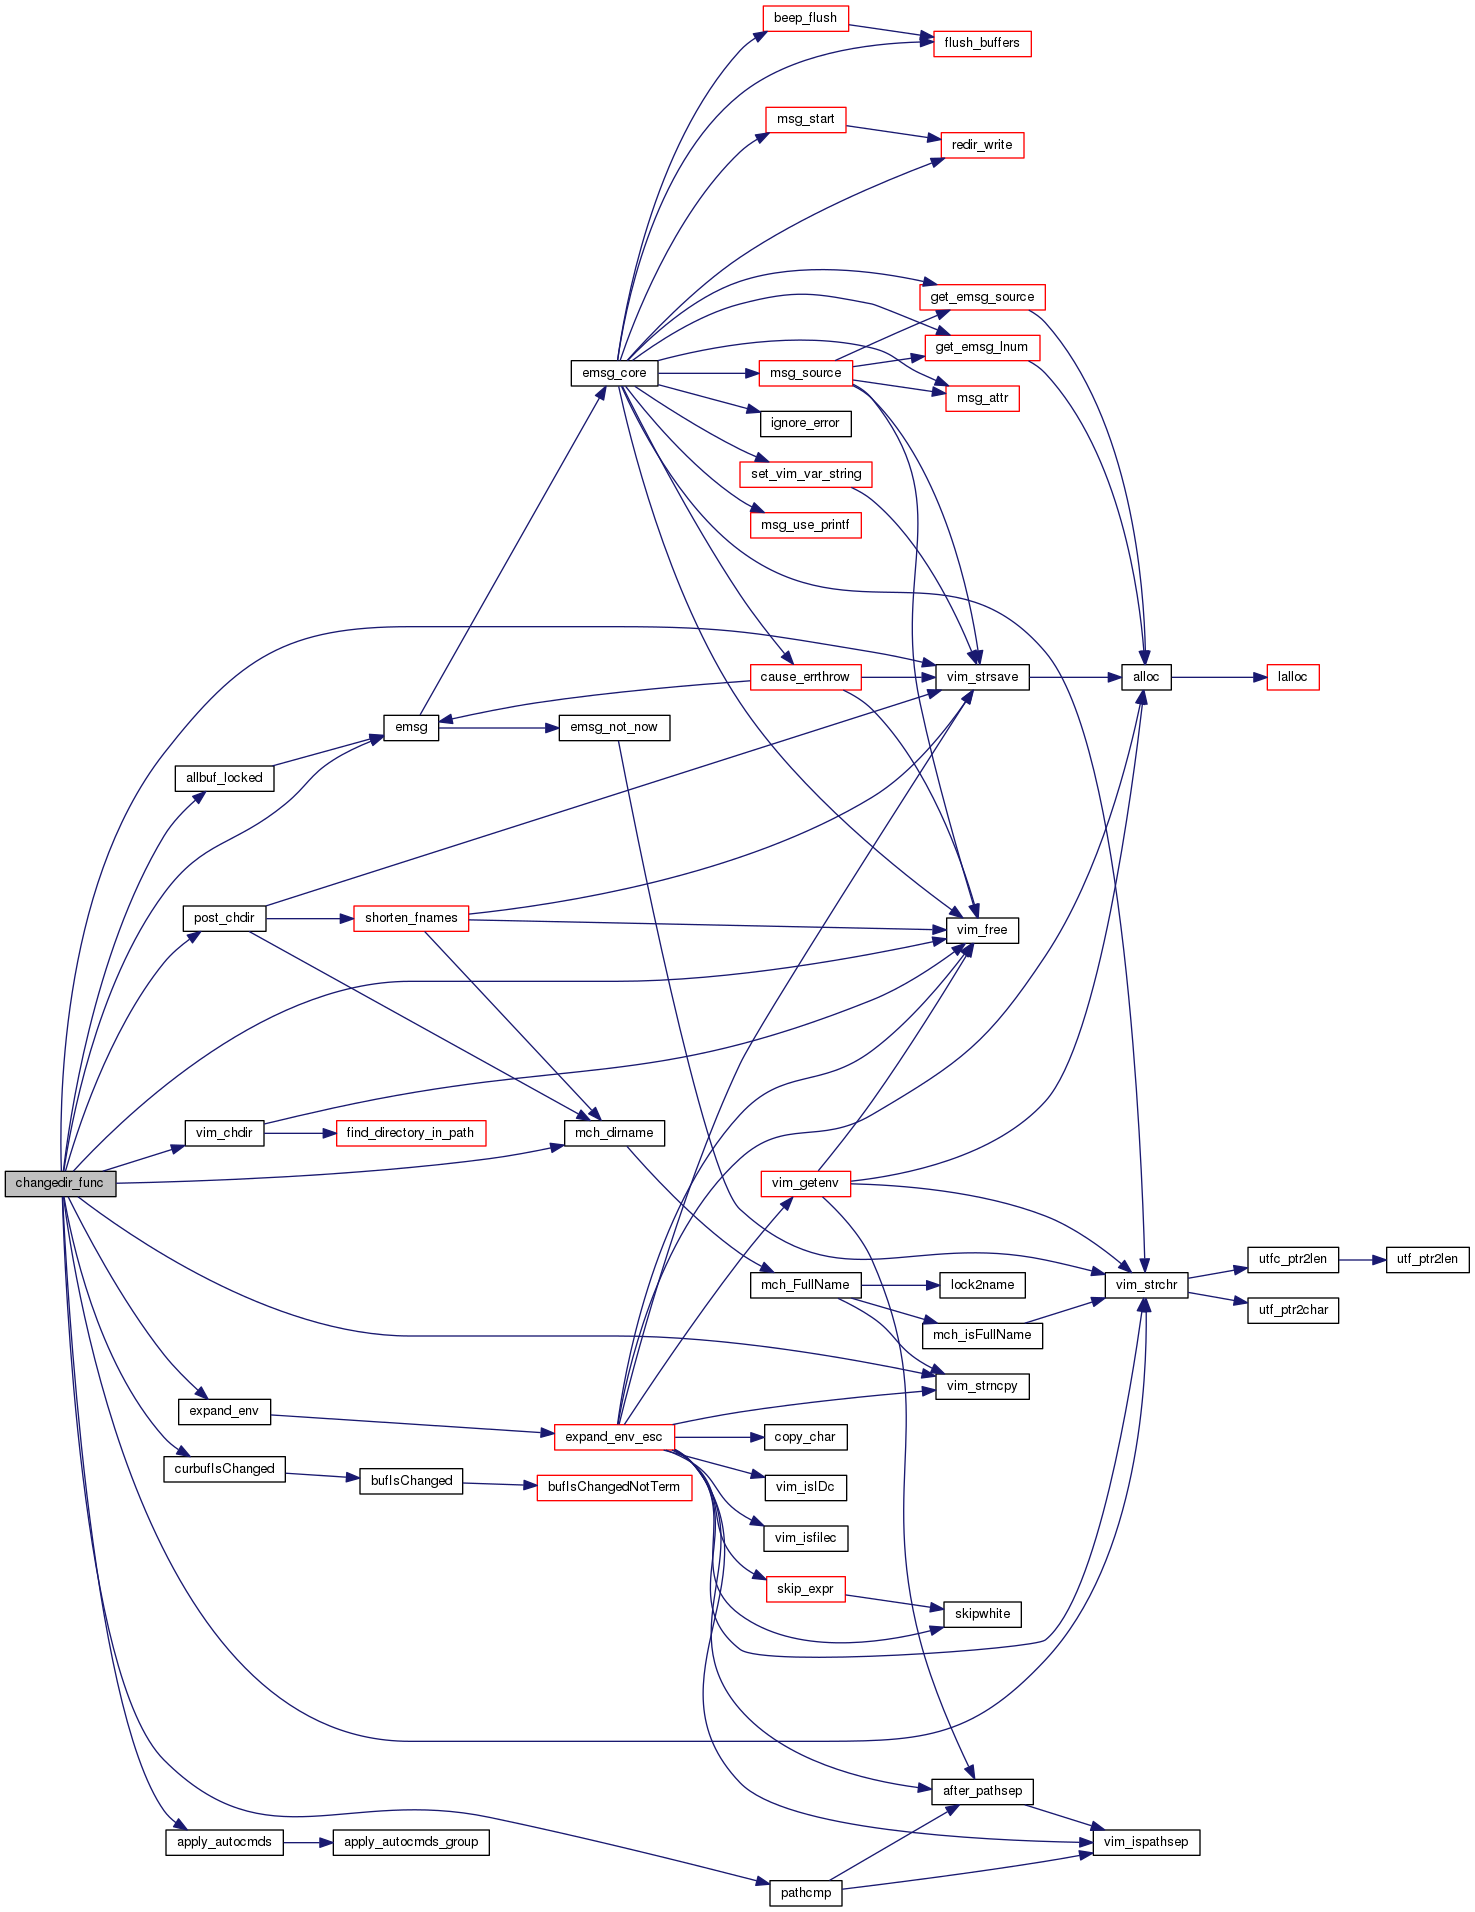 beep_flush
flush_buffers
msg_start
redir_write
get_emsg_source
get_emsg_lnum
emsg_core
msg_source
msg_attr
ignore_error
set_vim_var_string
msg_use_printf
cause_errthrow
vim_strsave
alloc
lalloc
emsg
emsg_not_now
allbuf_locked
post_chdir
shorten_fnames
vim_free
vim_chdir
find_directory_in_path
mch_dirname
changedir_func
vim_getenv
utfc_ptr2len
utf_ptr2len
mch_FullName
lock2name
vim_strchr
utf_ptr2char
mch_isFullName
vim_strncpy
expand_env
expand_env_esc
copy_char
curbufIsChanged
bufIsChanged
bufIsChangedNotTerm
vim_isIDc
vim_isfilec
skip_expr
skipwhite
after_pathsep
apply_autocmds
apply_autocmds_group
vim_ispathsep
pathcmp